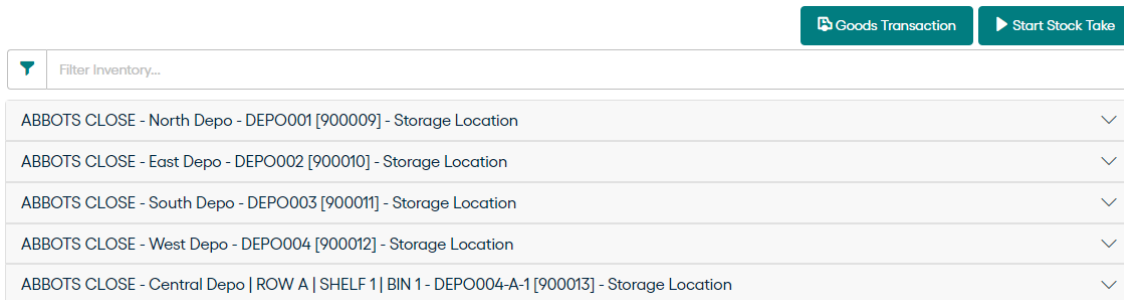 Goods Transaction Start Stock Take
Filter Inventory...
ABBOTS CLOSE - North Depo - DEPO001 [900009] - Storage Location
ABBOTS CLOSE - East Depo - DEPO002 [900010] - Storage Location
ABBOTS CLOSE - South Depo - DEPO003 [900011] - Storage Location
ABBOTS CLOSE - West Depo - DEPO004 [900012] - Storage Location
ABBOTS CLOSE - Central Depo | ROW A | SHELF 1 | BIN 1 - DEPO004-A-1 [900013] - Storage Location